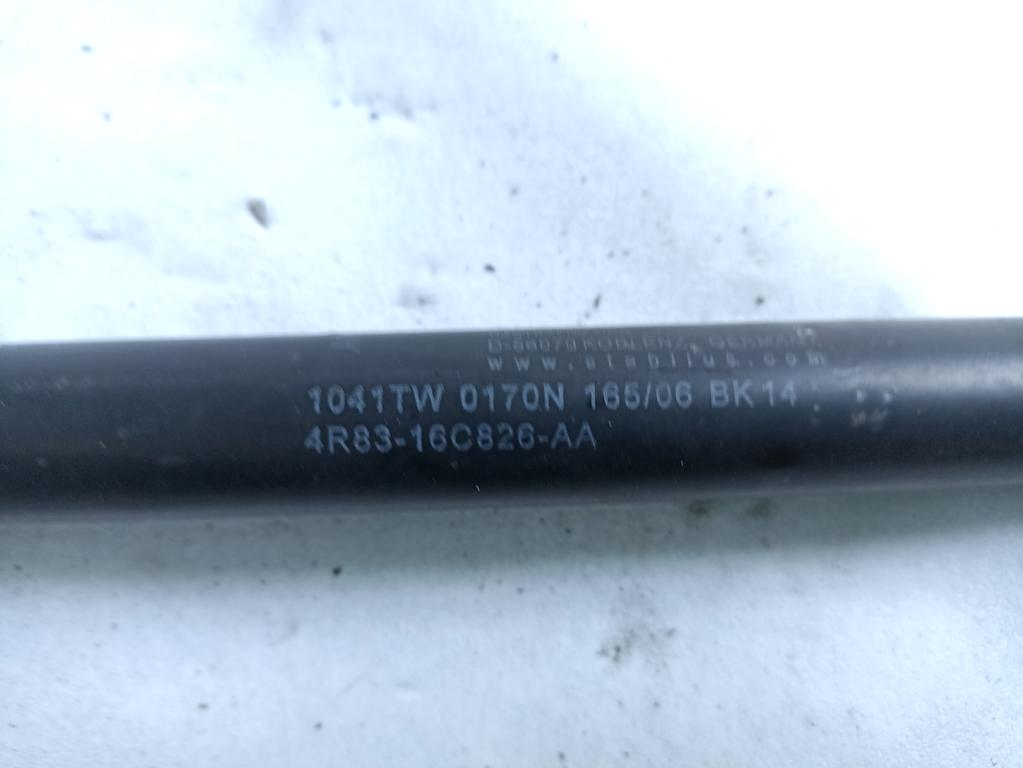 D-56070 KOBLENZ, GERMANY
www.stabilus.com
1041TW 0170N 165/06 BK14
4R83-16C826-AA